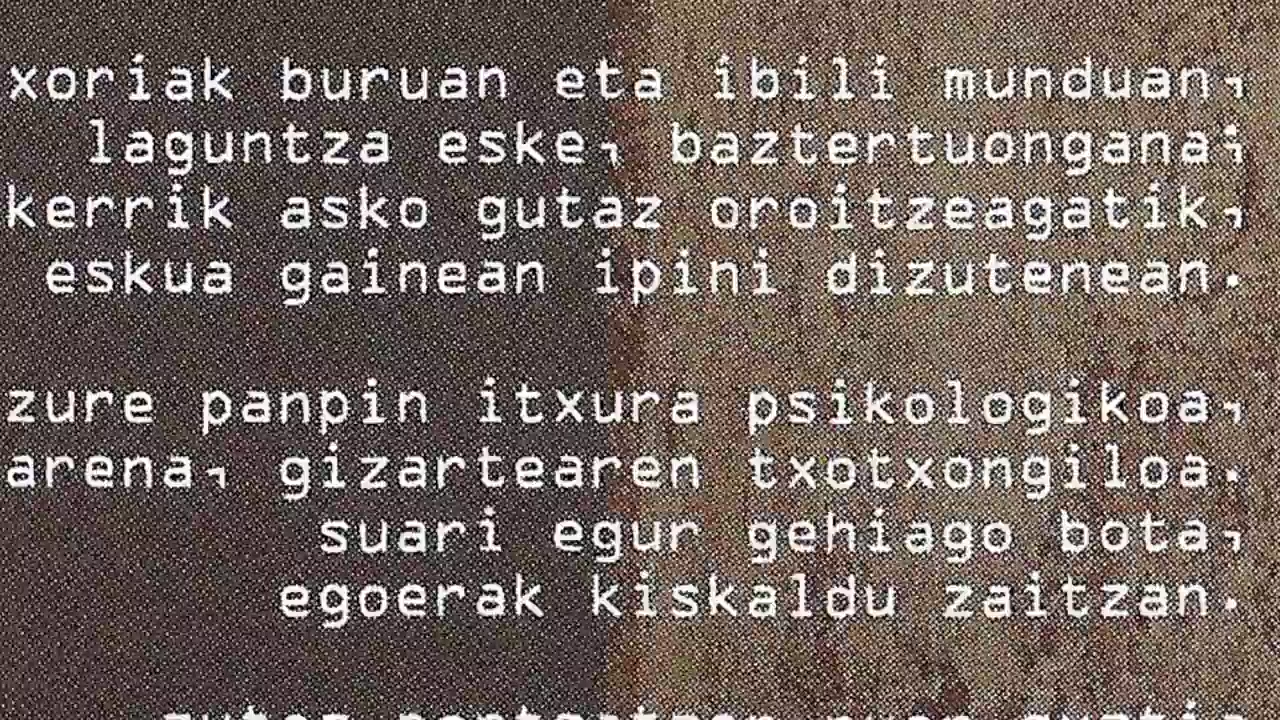 xoriak buruan eta ibili munduan,
laguntza eske, baztertuongana;
kerrik asko gutaz oroitzeagatik,
eskua gainean ipini dizutenean.
zure panpin itxura psikologikoa,
arena, gizartearen txotxongiloa.
suari egur gehiago bota,
egoerak kiskaldu zaitzan.